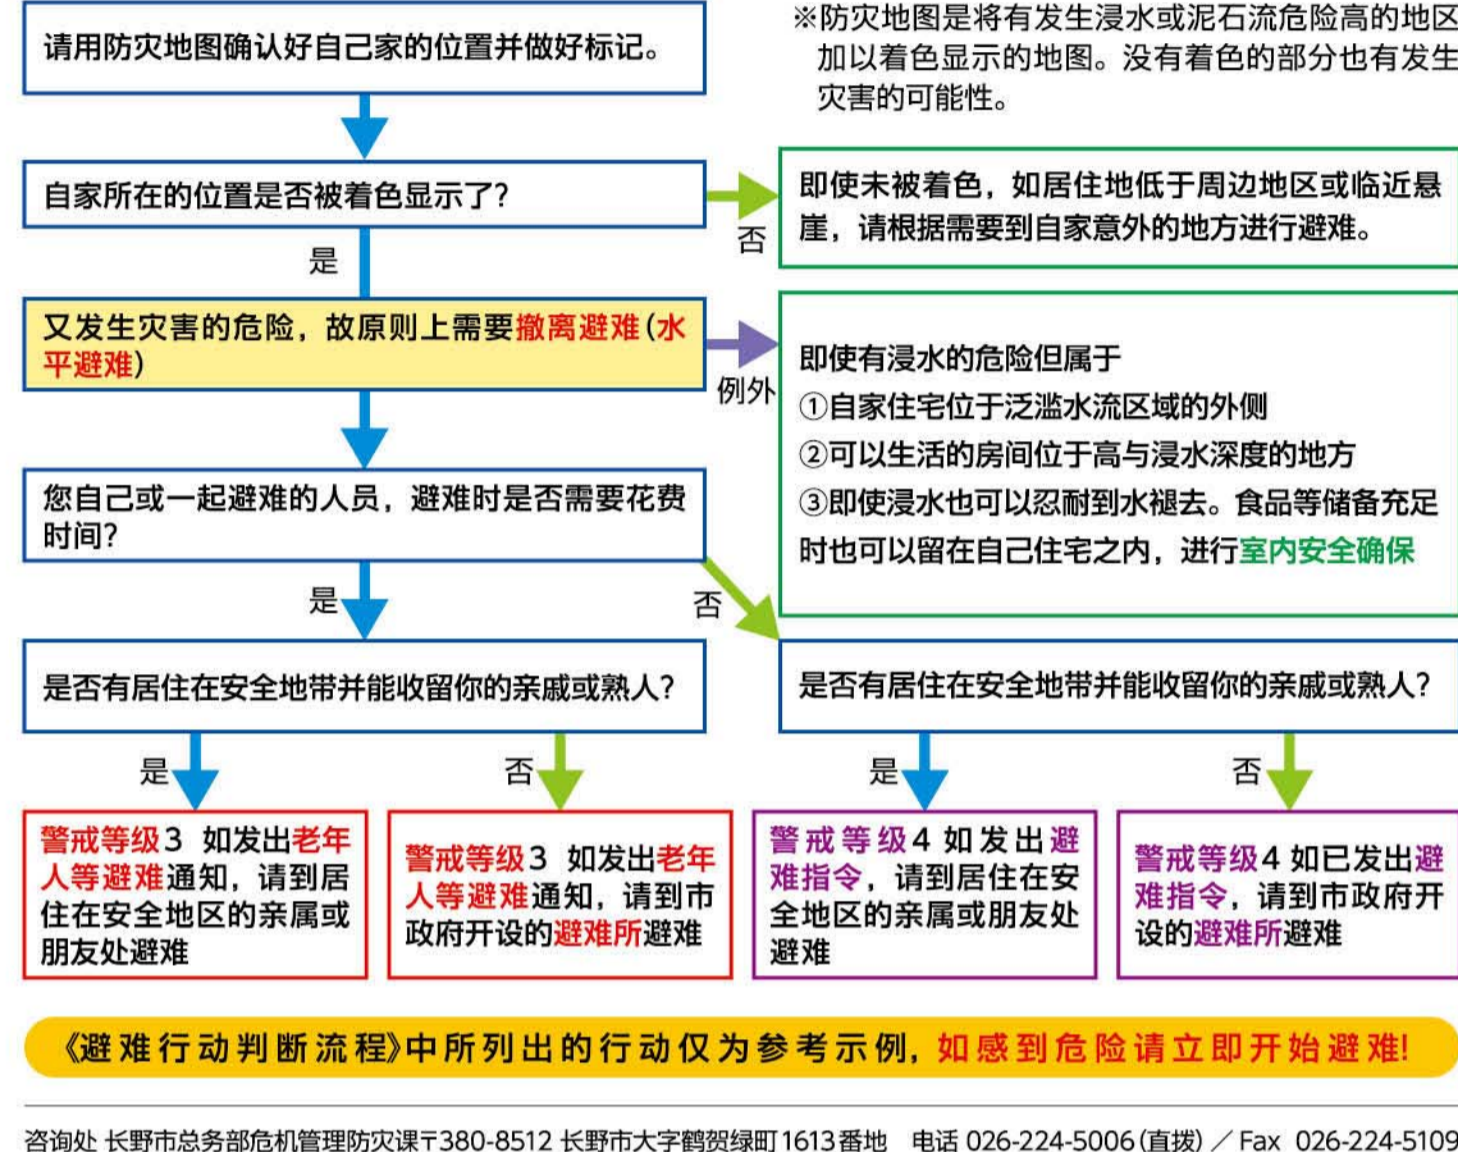 请用防灾地图确认好自己家的位置并做好标记。
※防灾地图是将有发生浸水或泥石流危险高的地区
加以着色显示的地图。没有着色的部分也有发生
灾害的可能性。
自家所在的位置是否被着色显示了?
否
即使未被着色，如居住地低于周边地区或临近悬
崖，请根据需要到自家意外的地方进行避难。
是
又发生灾害的危险，故原则上需要撤离避难(水
平避难)
例外
即使有浸水的危险但属于
①自家住宅位于泛滥水流区域的外侧
②可以生活的房间位于高与浸水深度的地方
③即使浸水也可以忍耐到水褪去。食品等储备充足
时也可以留在自己住宅之内，进行室内安全确保
您自己或一起避难的人员，避难时是否需要花费
时间?
是
否
是否有居住在安全地带并能收留你的亲戚或熟人?
是否有居住在安全地带并能收留你的亲戚或熟人?
是
否
是
否
警戒等级3 如发出老年
人等避难通知，请到居
住在安全地区的亲属或
朋友处避难
警戒等级3 如发出老年
人等避难通知，请到市
政府开设的避难所避难
警戒等级4如发出避
难指令，请到居住在安
全地区的亲属或朋友处
避难
警戒等级4如已发出避
难指令，请到市政府开
设的避难所避难
《避难行动判断流程》中所列出的行动仅为参考示例，如感到危险请立即开始避难!
咨询处 长野市总务部危机管理防灾课〒380-8512 长野市大字鹤贺绿町1613番地 电话 026-224-5006(直拨)／Fax 026-224-5109